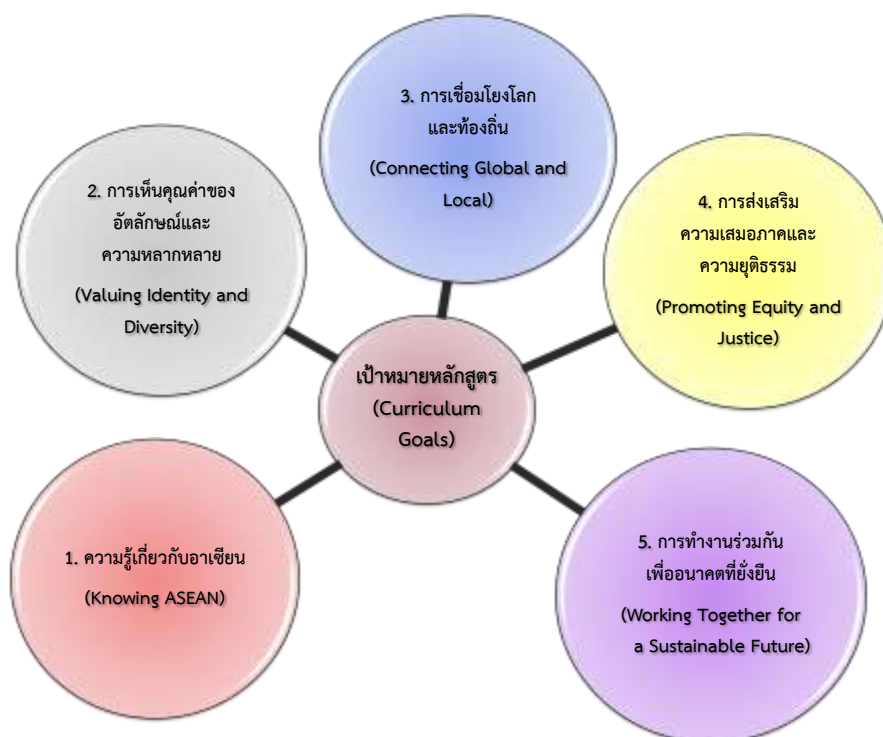 3. การเชื่อมโยงโลก
และท้องถิ่น
(Connecting Global and
Local)
2. การเห็นคุณค่าของ
อัตลักษณ์และ
ความหลากหลาย
(Valuing Identity and
Diversity)
4. การส่งเสริม
ความเสมอภาคและ
ความยุติธรรม
(Promoting Equity and
Justice)
เป้าหมายหลักสูตร
(Curriculum
Goals)
1. ความรู้เกี่ยวกับอาเซียน
(Knowing ASEAN)
5. การทำงานร่วมกัน
เพื่ออนาคตที่ยั่งยืน
(Working Together for
a Sustainable Future)